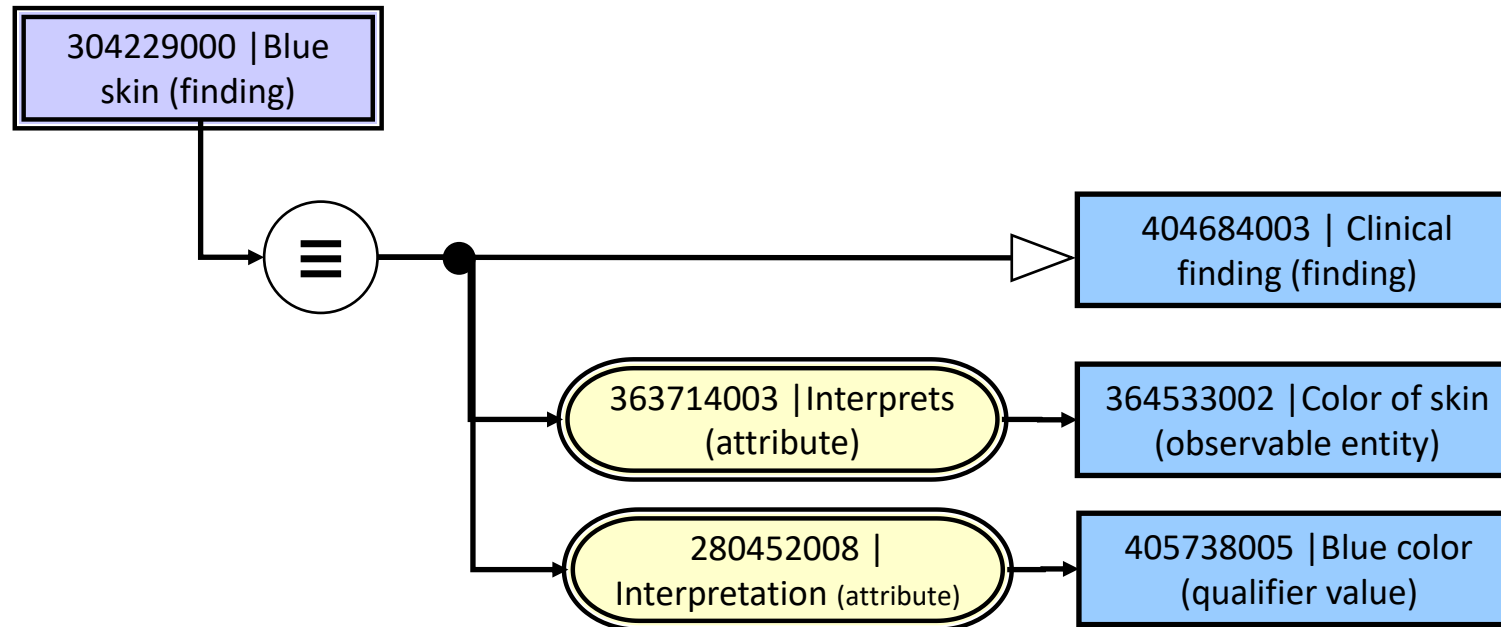 304229000 |Blue
skin (finding)
≡
404684003 | Clinical
finding (finding)
363714003 |Interprets
(attribute)
364533002 |Color of skin
(observable entity)
280452008 |
Interpretation (attribute)
405738005 |Blue color
(qualifier value)